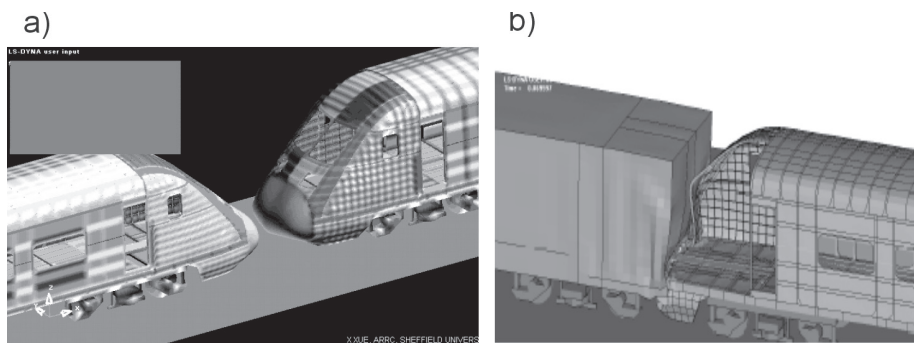 a)
b)
LS-DYNA user input
X XUE, ARRC, SHEFFIELD UNIVERS